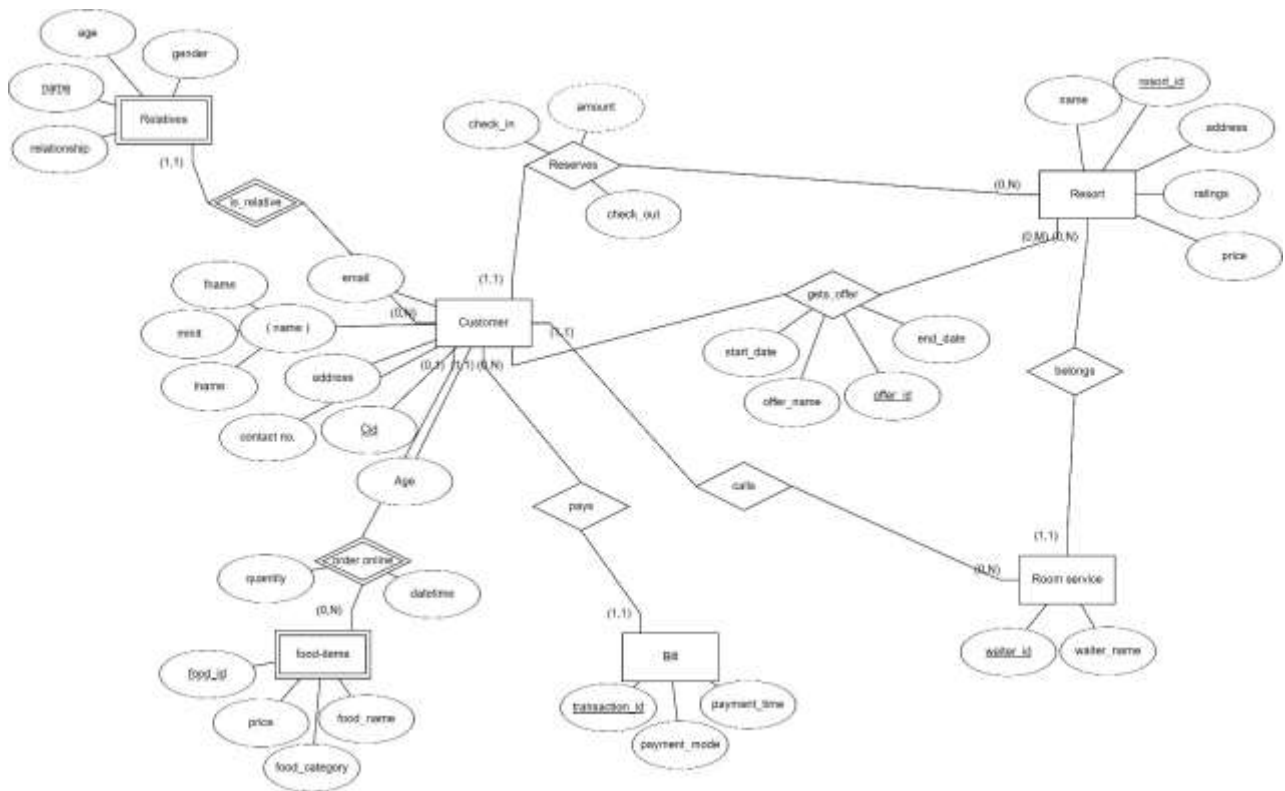 age
gender
name
Relatives
relationship
(1,1)
is_relative
check_in
amount
Reserves
check_out
(0,N)
name
resort_id
address
Resort
ratings
price
(0,M)
(0,N)
email
fname
minit
( name )
lname
(0,N)
Customer
(1,1)
(1,1)
address
(0,1)
(1,1)
(0,N)
contact no.
Cid
Age
gets_offer
start_date
end_date
offer_name
offer_id
belongs
calls
pays
order online
quantity
datetime
(0,N)
food-items
food_id
price
food_name
food_category
(1,1)
Bill
transaction_id
payment_time
payment_mode
(1,1)
(0,N)
Room service
waiter_id
waiter_name